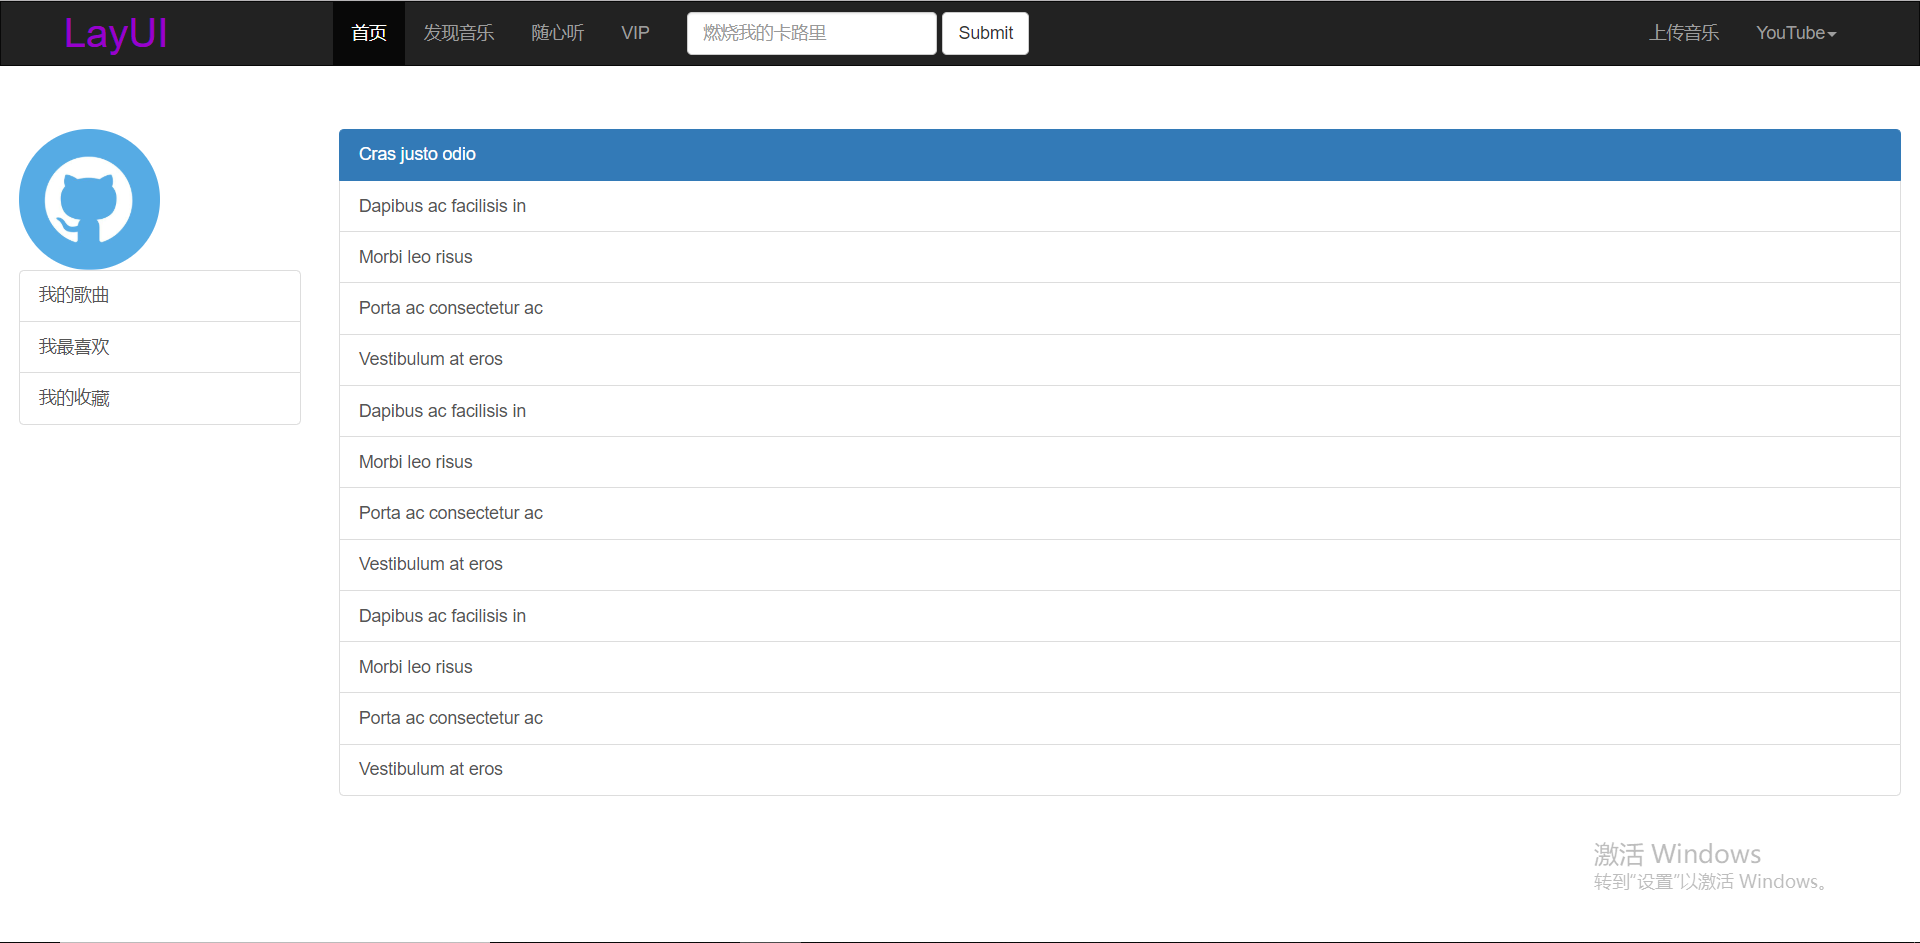 LayUI 首页 发现音乐 随心听 VIP 燃烧我的卡路里 Submit 上传音乐 YouTube
我的歌曲
我最喜欢
我的收藏
Cras justo odio
Dapibus ac facilisis in
Morbi leo risus
Porta ac consectetur ac
Vestibulum at eros
Dapibus ac facilisis in
Morbi leo risus
Porta ac consectetur ac
Vestibulum at eros
Dapibus ac facilisis in
Morbi leo risus
Porta ac consectetur ac
Vestibulum at eros
激活 Windows
转到“设置”以激活 Windows。